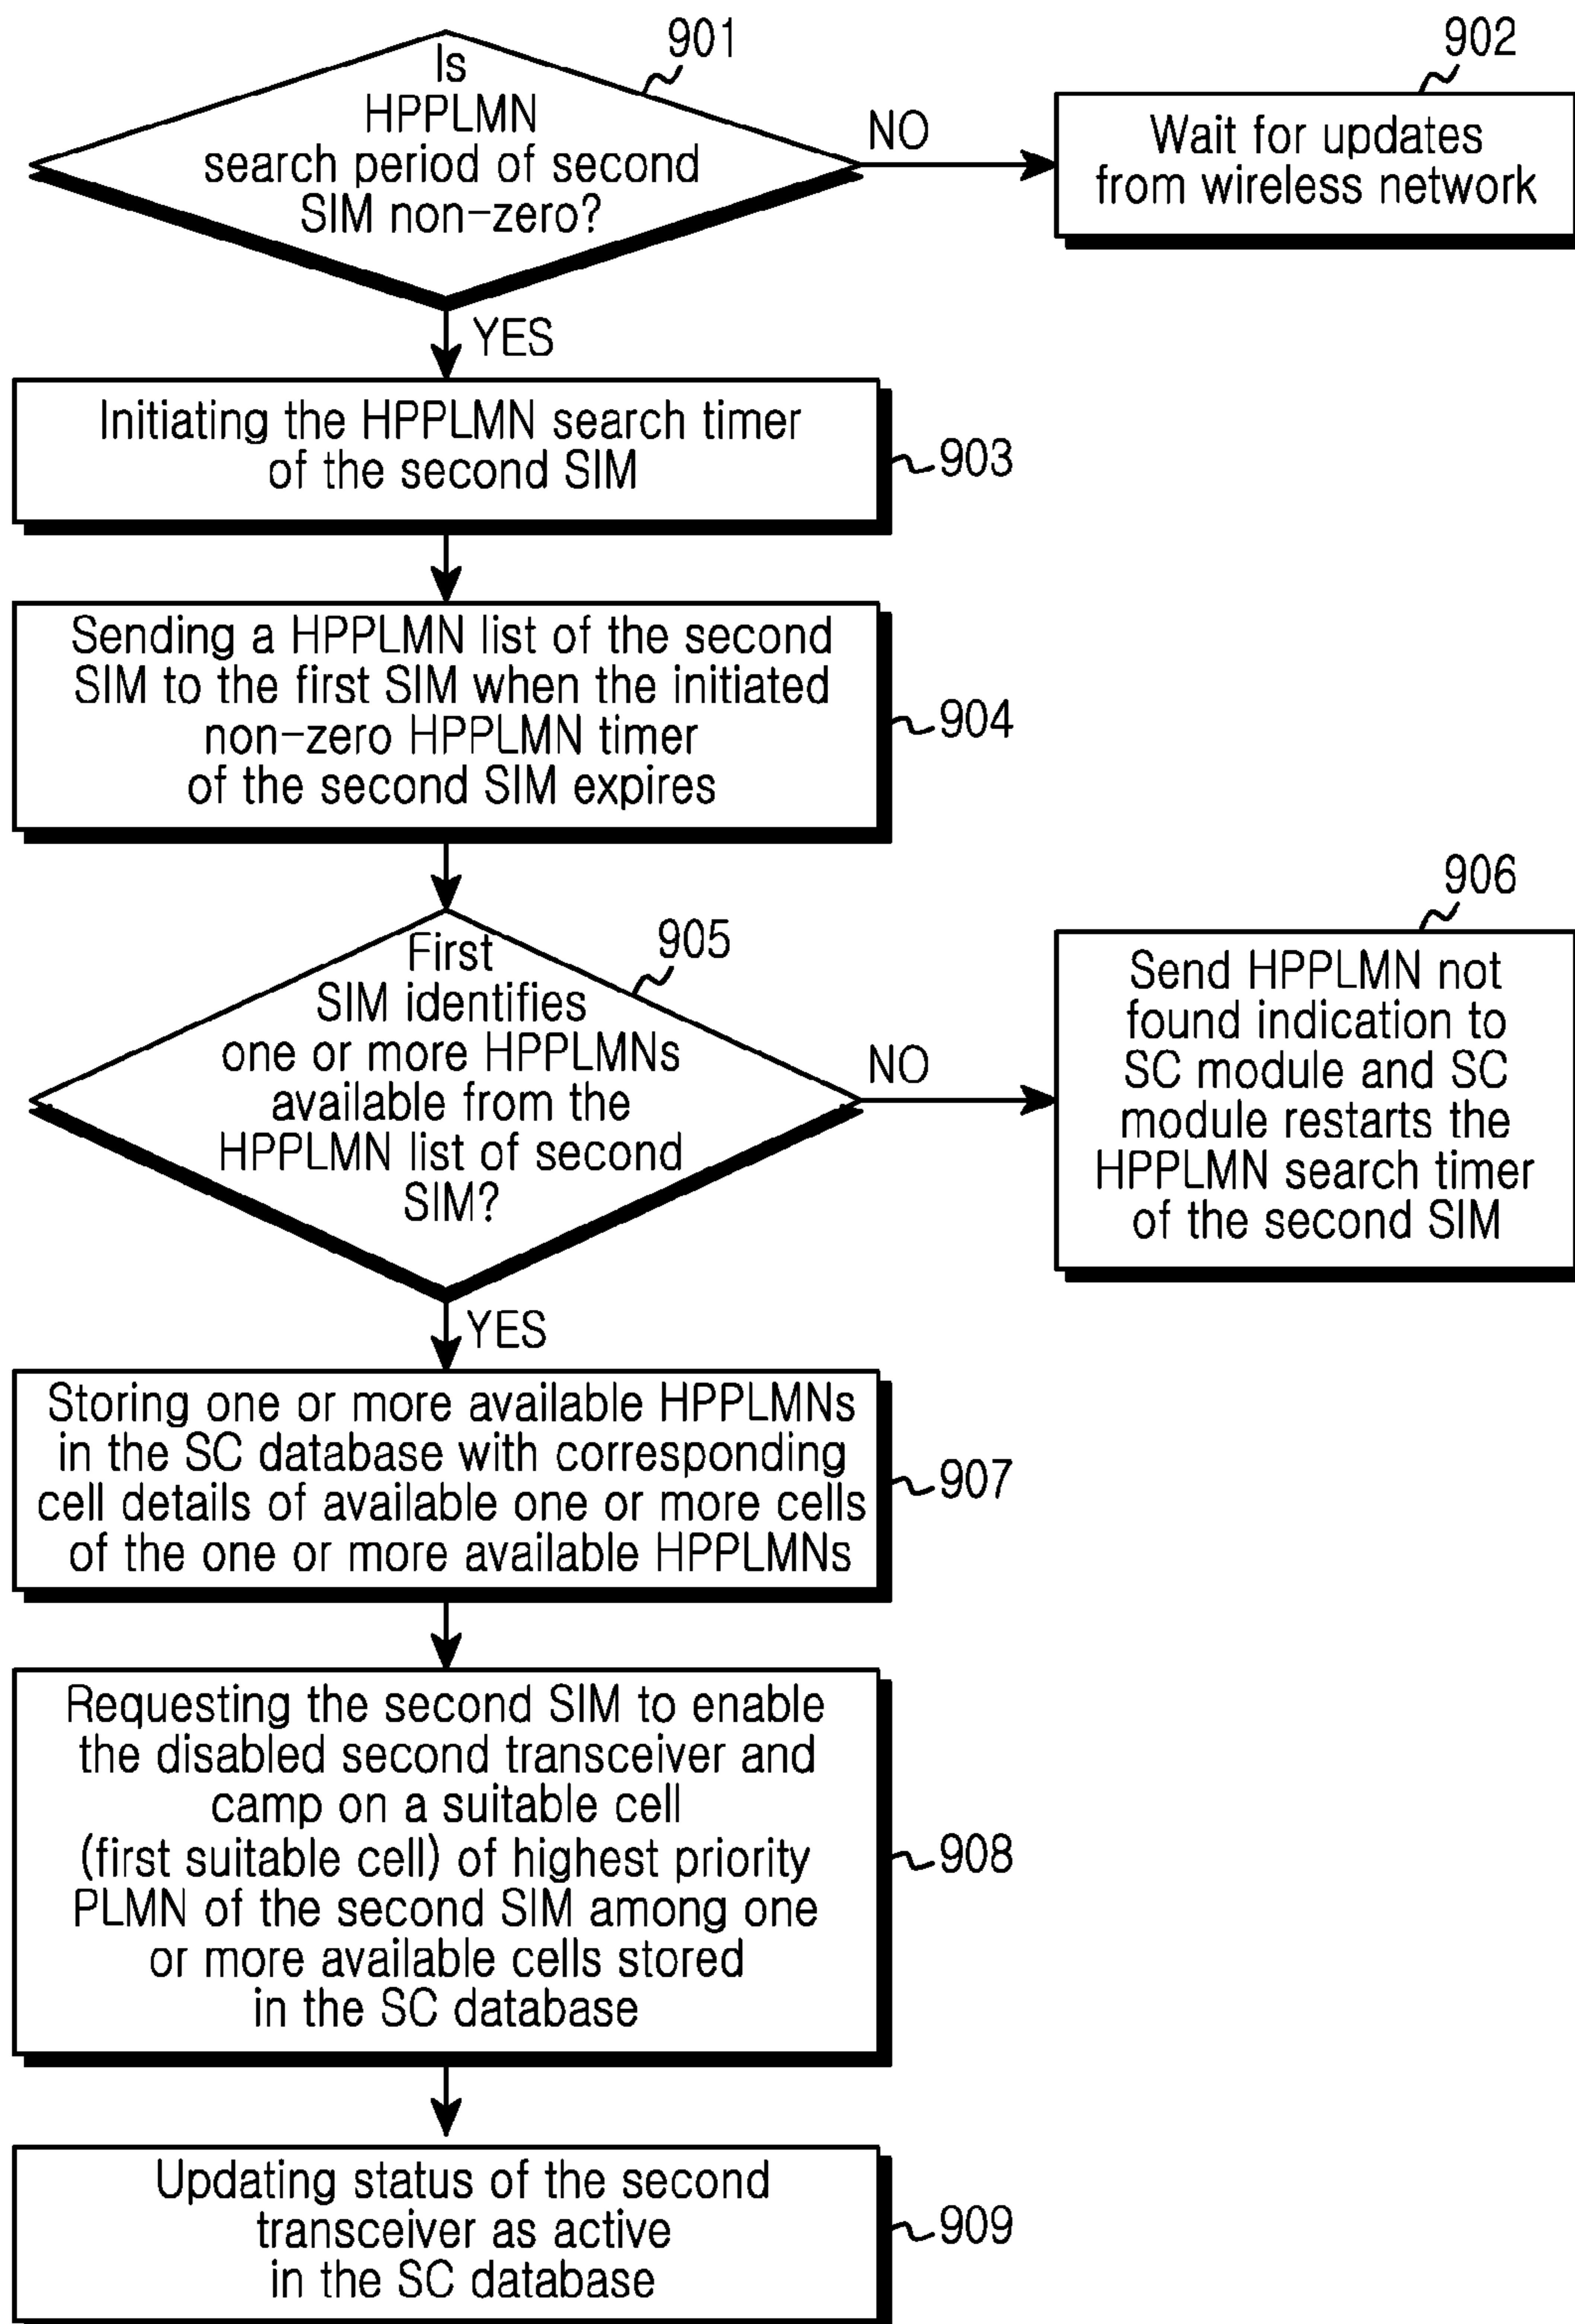 901
Is
HPPLMN
search period of second
SIM non-zero?
NO
902
Wait for updates
from wireless network
YES
Initiating the HPPLMN search timer
of the second SIM
903
Sending a HPPLMN list of the second
SIM to the first SIM when the initiated
non-zero HPPLMN timer
of the second SIM expires
904
First
SIM identifies
one or more HPPLMNs
available from the
HPPLMN list of second
SIM?
905
NO
906
Send HPPLMN not
found indication to
SC module and SC
module restarts the
HPPLMN search timer
of the second SIM
YES
Storing one or more available HPPLMNs
in the SC database with corresponding
cell details of available one or more cells
of the one or more available HPPLMNs
907
Requesting the second SIM to enable
the disabled second transceiver and
camp on a suitable cell
(first suitable cell) of highest priority
PLMN of the second SIM among one
or more available cells stored
in the SC database
908
Updating status of the second
transceiver as active
in the SC database
909